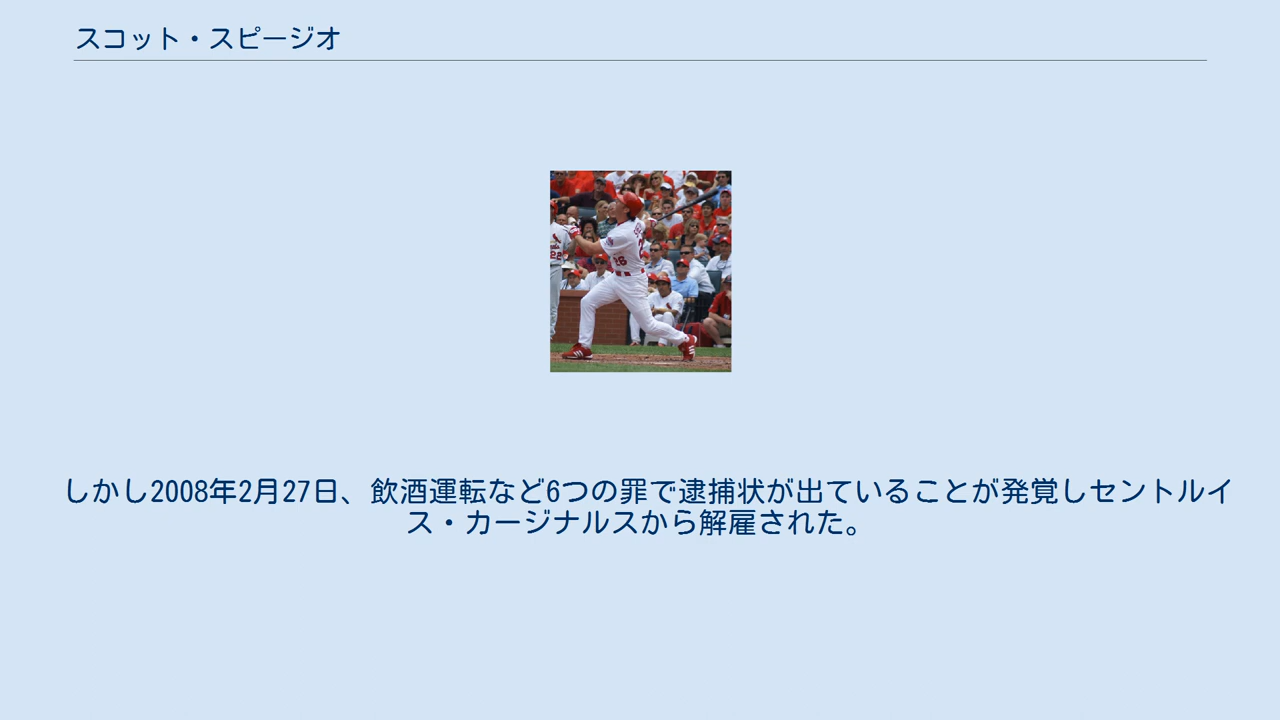 スコット・スピージオ
26
22
しかし2008年2月27日、飲酒運転など6つの罪で逮捕状が出ていることが発覚しセントルイ
ス・カージナルスから解雇された。